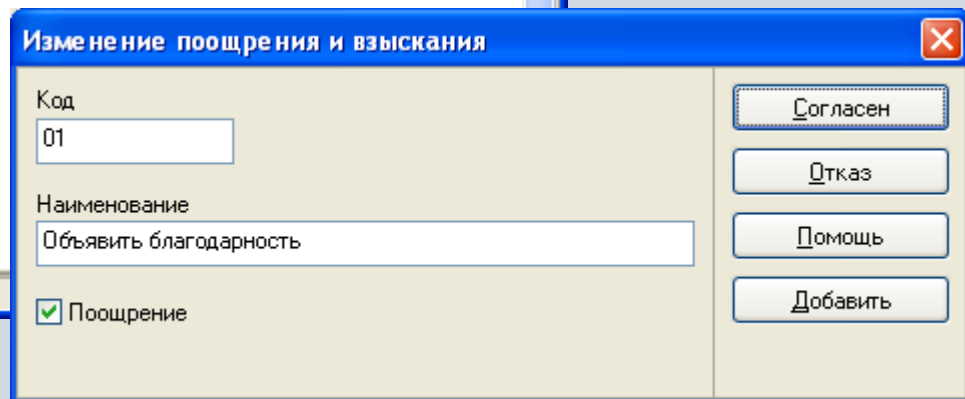 Изменение поощрения и взыскания
Код
01
Наименование
Объявить благодарность
Поощрение
Согласен
Отказ
Помощь
Добавить